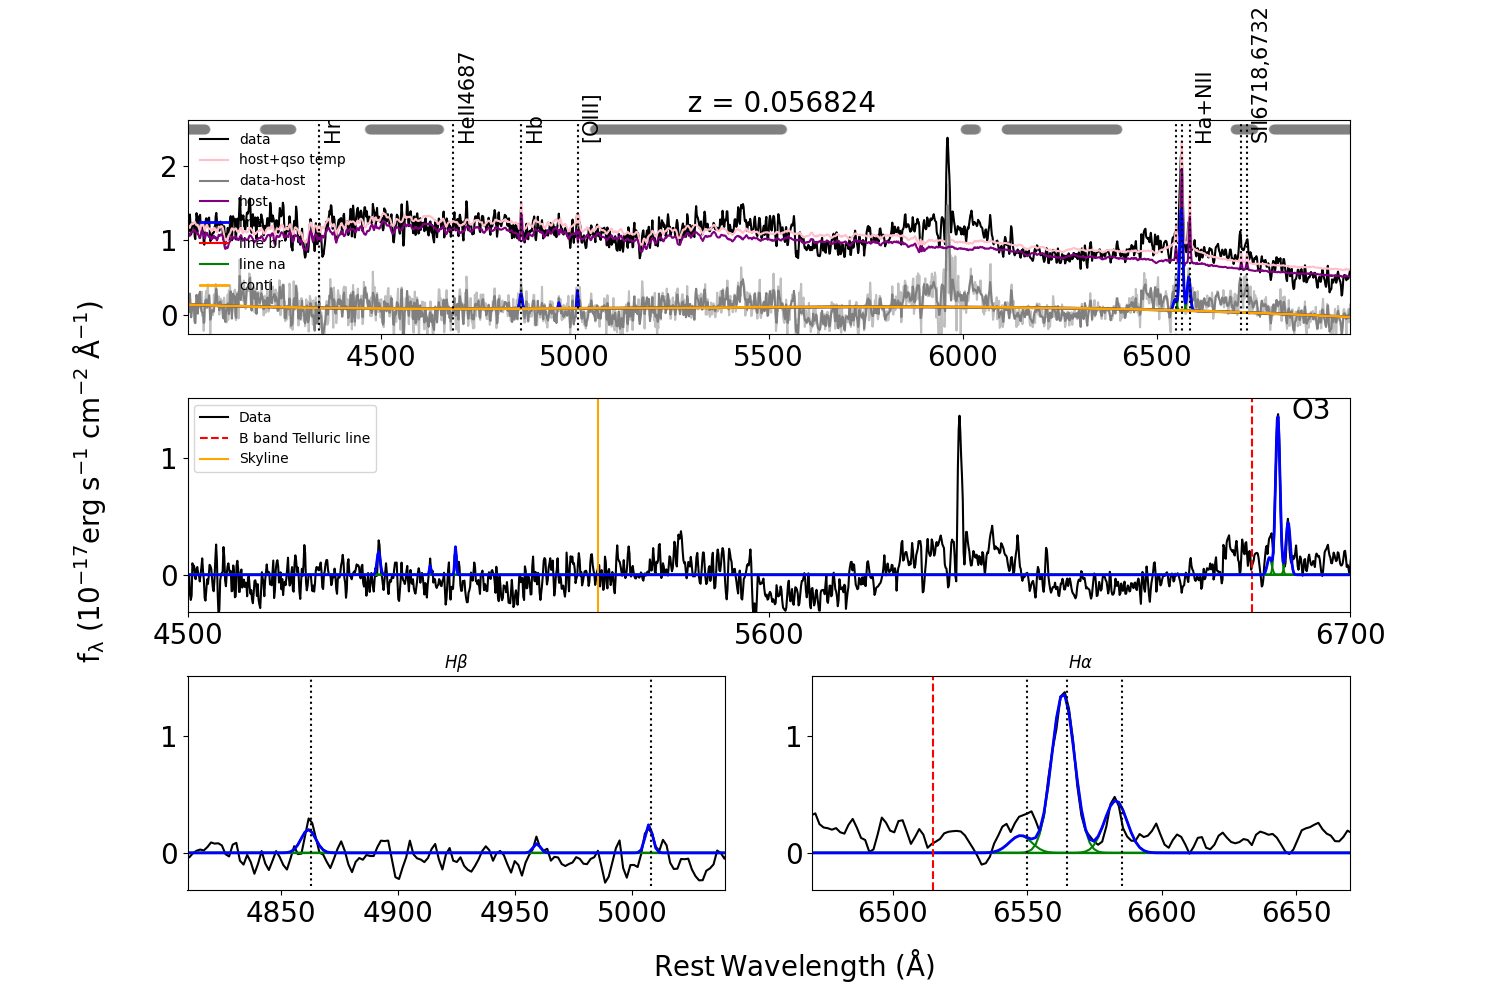 z = 0.056824
Hr
HeII4687
Hb
[OIII]
Ha+NII
SII6718,6732
data
host+qso temp
data-host
host
line br
line na
conti
2
1
0
4500 5000 5500 6000 6500
Data
B band Telluric line
Skyline
O3
1
0
4500 5600 6700
fλ (10−17erg s−1 cm−2 Å−1)
Hβ
1
0
4850 4900 4950 5000
Hα
1
0
6500 6550 6600 6650
Rest Wavelength (Å)